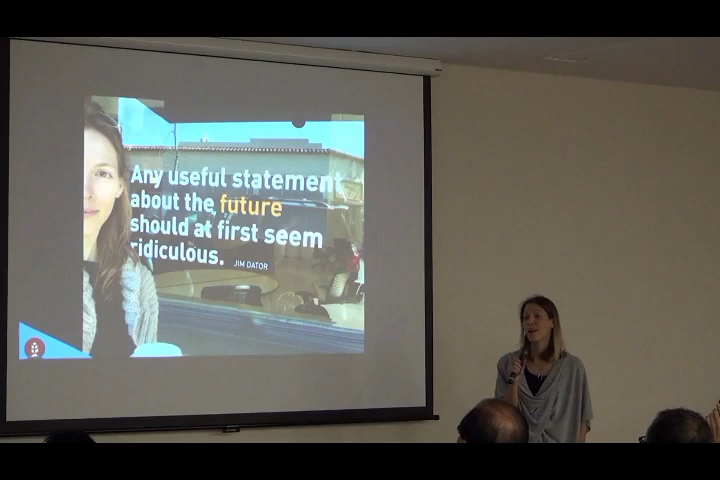 Any useful statement
about the future
should at first seem
ridiculous. JIM DATOR